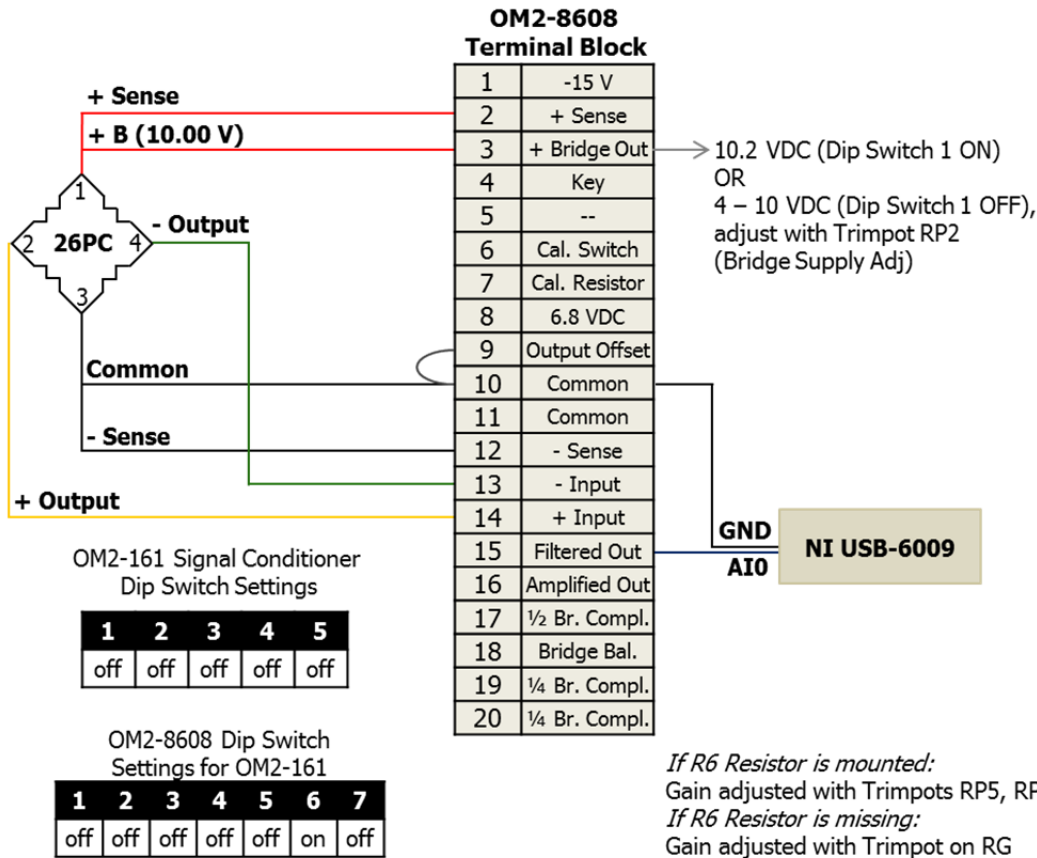 OM2-8608
Terminal Block
1 -15 V
2 + Sense
3 + Bridge Out
4 Key
5 --
6 Cal. Switch
7 Cal. Resistor
8 6.8 VDC
9 Output Offset
10 Common
11 Common
12 - Sense
13 - Input
14 + Input
15 Filtered Out
16 Amplified Out
17 ½ Br. Compl.
18 Bridge Bal.
19 ¼ Br. Compl.
20 ¼ Br. Compl.
+ Sense
+ B (10.00 V)
1
- Output
2 26PC 4
3
Common
- Sense
+ Output
10.2 VDC (Dip Switch 1 ON)
OR
4 – 10 VDC (Dip Switch 1 OFF),
adjust with Trimpot RP2
(Bridge Supply Adj)
GND
AI0
NI USB-6009
OM2-161 Signal Conditioner
Dip Switch Settings
1 2 3 4 5
off off off off off
OM2-8608 Dip Switch
Settings for OM2-161
1 2 3 4 5 6 7
off off off off off on off
If R6 Resistor is mounted:
Gain adjusted with Trimpots RP5,
If R6 Resistor is missing:
Gain adjusted with Trimpot on RG